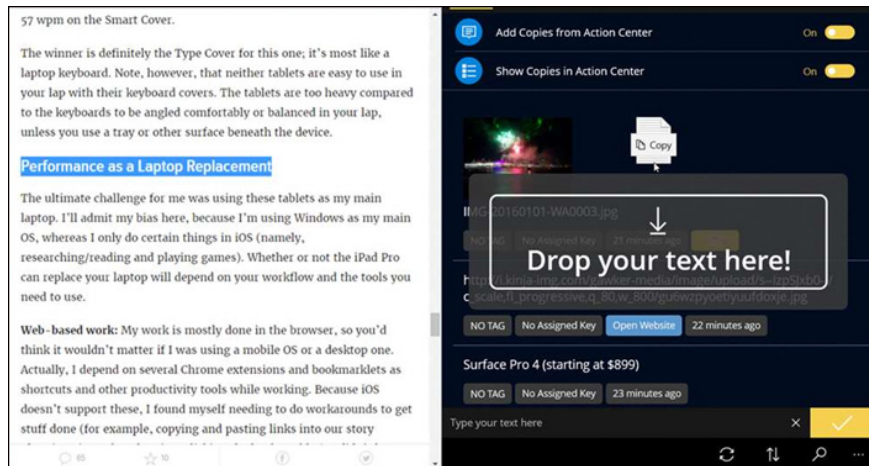 57 wpm on the Smart Cover.
The winner is definitely the Type Cover for this one; it's most like a
laptop keyboard. Note, however, that neither tablets are easy to use in
your lap with their keyboard covers. The tablets are too heavy compared
to the keyboards to be angled comfortably or balanced in your lap,
unless you use a tray or other surface beneath the device.
Performance as a Laptop Replacement
The ultimate challenge for me was using these tablets as my main
laptop. I'll admit my bias here, because I'm using Windows as my main
OS, whereas I only do certain things in iOS (namely,
researching/reading and playing games). Whether or not the iPad Pro
can replace your laptop will depend on your workflow and the tools you
need to use.
Web-based work: My work is mostly done in the browser, so you'd
think it wouldn't matter if I was using a mobile OS or a desktop one.
Actually, I depend on several Chrome extensions and bookmarklets as
shortcuts and other productivity tools while working. Because iOS
doesn't support these, I found myself needing to do workarounds to get
stuff done (for example, copying and pasting links into our story
65 10
Add Copies from Action Center On
Show Copies in Action Center On
Copy
IMG-20160101-WA0003.jpg
NO TAG No Assigned Key 21 minutes ago
Drop your text here!
NO TAG No Assigned Key Open Website 22 minutes ago
Surface Pro 4 (starting at $899)
NO TAG No Assigned Key 23 minutes ago
Type your text here